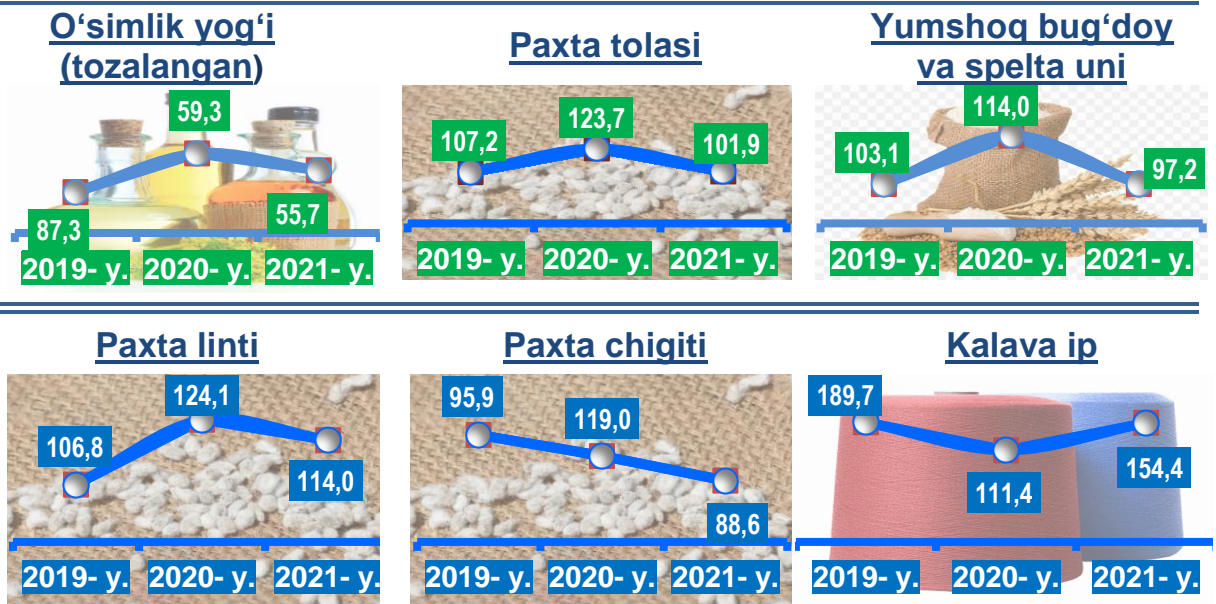 O‘simlik yog‘i
(tozalangan)
59,3
87,3
55,7
2019- y. 2020- y. 2021- y.
Paxta tolasi
107,2
123,7
101,9
2019- y. 2020- y. 2021- y.
Yumshoq bug‘doy
va spelta uni
114,0
103,1
97,2
2019- y. 2020- y. 2021- y.
Paxta linti
124,1
106,8
114,0
2019- y. 2020- y. 2021- y.
Paxta chigiti
95,9
119,0
88,6
2019- y. 2020- y. 2021- y.
Kalava ip
189,7
111,4
154,4
2019- y. 2020- y. 2021- y.